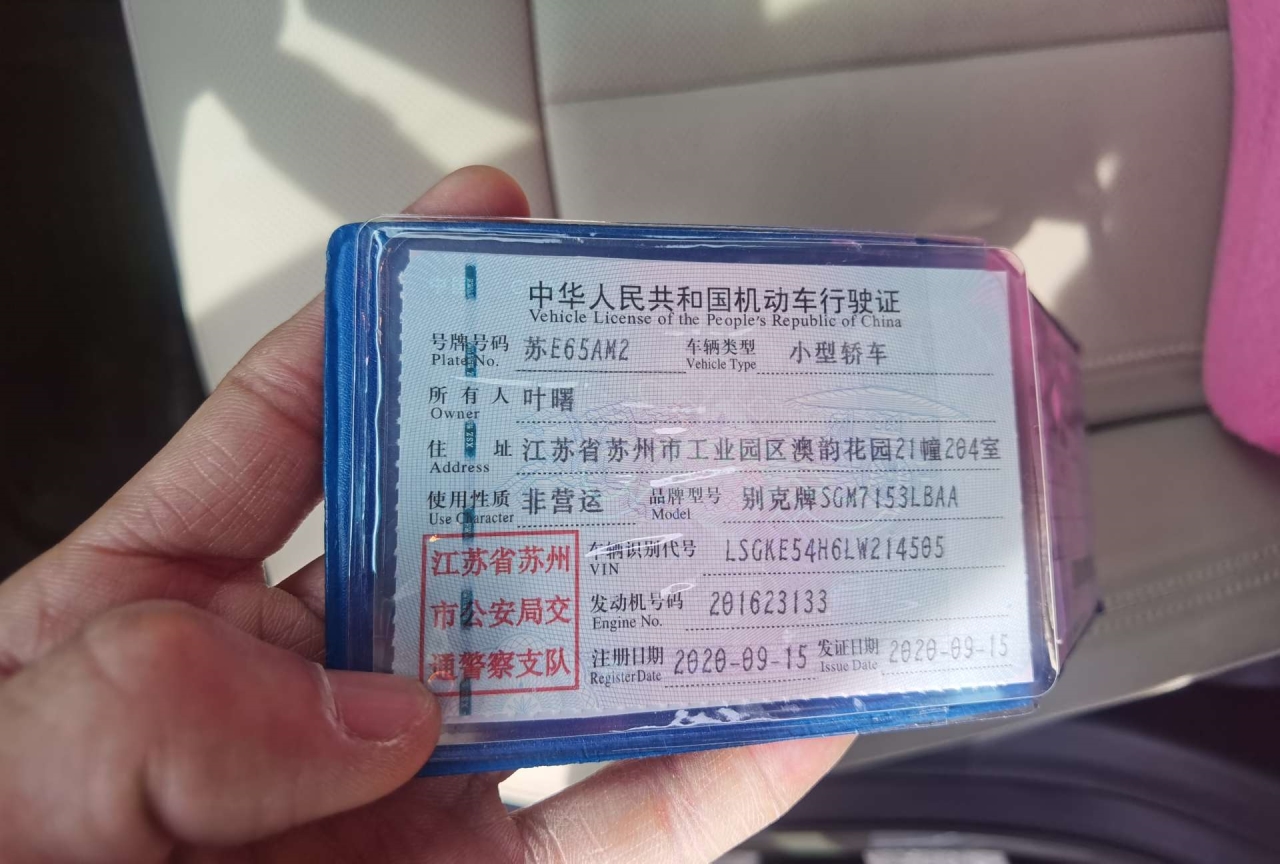 中华人民共和国机动车行驶证
Vehicle License of the People's Republic of China
号牌号码 苏E65AM2 车辆类型 小型轿车
Plate No. Vehicle Type
所有人 叶曙
Owner
住址 江苏省苏州市工业园区澳韵花园21幢204室
Address
使用性质 非营运 品牌型号 别克牌SGM7153LBAA
Use Character Model
江苏省苏州
市公安局交
通警察支队
车辆识别代号 LSGKE54H6LW214505
VIN
发动机号码 201623133
Engine No.
注册日期 2020-09-15 发证日期 2020-09-15
Register Date Issue Date